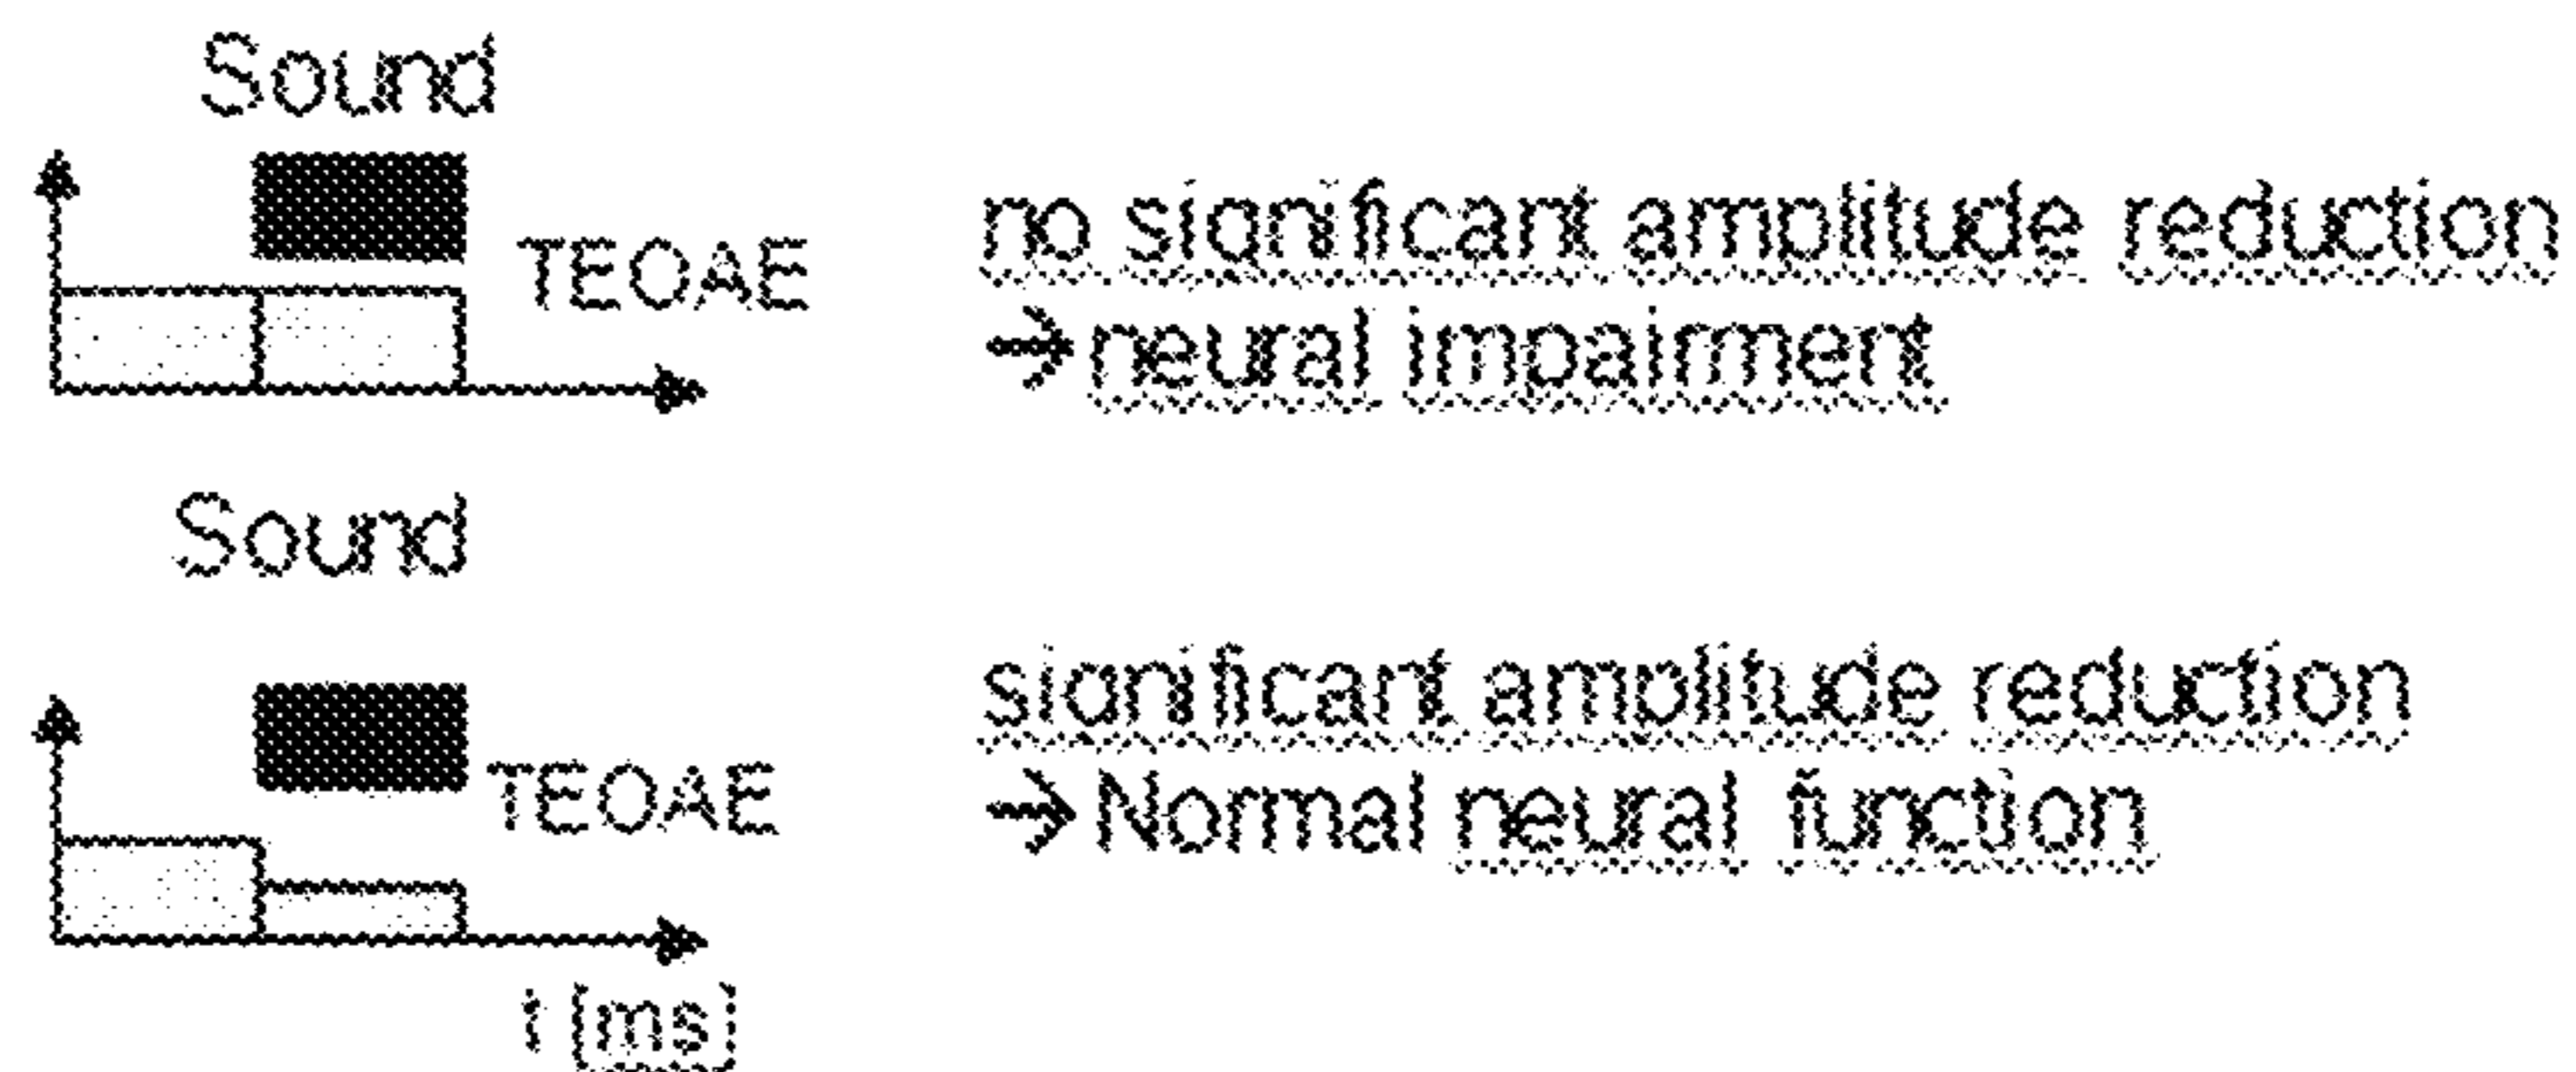 Sound
TEOAE
no significant amplitude reduction
→ neural impairment
Sound
TEOAE
significant amplitude reduction
→ Normal neural function
t [ms]